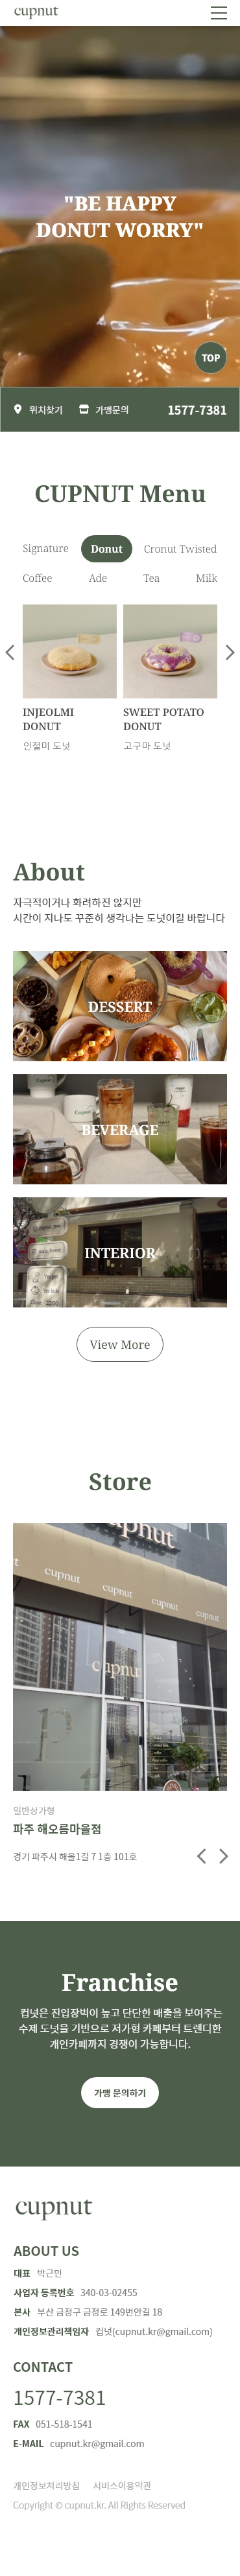 cupnut
"BE HAPPY
DONUT WORRY"
TOP
위치찾기 가맹문의 1577-7381
CUPNUT Menu
Signature Donut Cronut Twisted
Coffee Ade Tea Milk
INJEOLMI
DONUT
인절미 도넛
SWEET POTATO
DONUT
고구마 도넛
About
자극적이거나 화려하진 않지만
시간이 지나도 꾸준히 생각나는 도넛이길 바랍니다
DESSERT
BEVERAGE
INTERIOR
View More
Store
cupnut
cupnut
cupnut
cupnut
cupnut
cupnut
일반상가형
파주 해오름마을점
경기 파주시 해올1길 7 1층 101호
Franchise
컵넛은 진입장벽이 높고 단단한 매출을 보여주는
수제 도넛을 기반으로 저가형 카페부터 트렌디한
개인카페까지 경쟁이 가능합니다.
가맹 문의하기
cupnut
ABOUT US
대표 박근민
사업자 등록번호 340-03-02455
본사 부산 금정구 금정로 149번안길 18
개인정보관리책임자 컵넛(cupnut.kr@gmail.com)
CONTACT
1577-7381
FAX 051-518-1541
E-MAIL cupnut.kr@gmail.com
개인정보처리방침 서비스이용약관
Copyright © cupnut.kr. All Rights Reserved